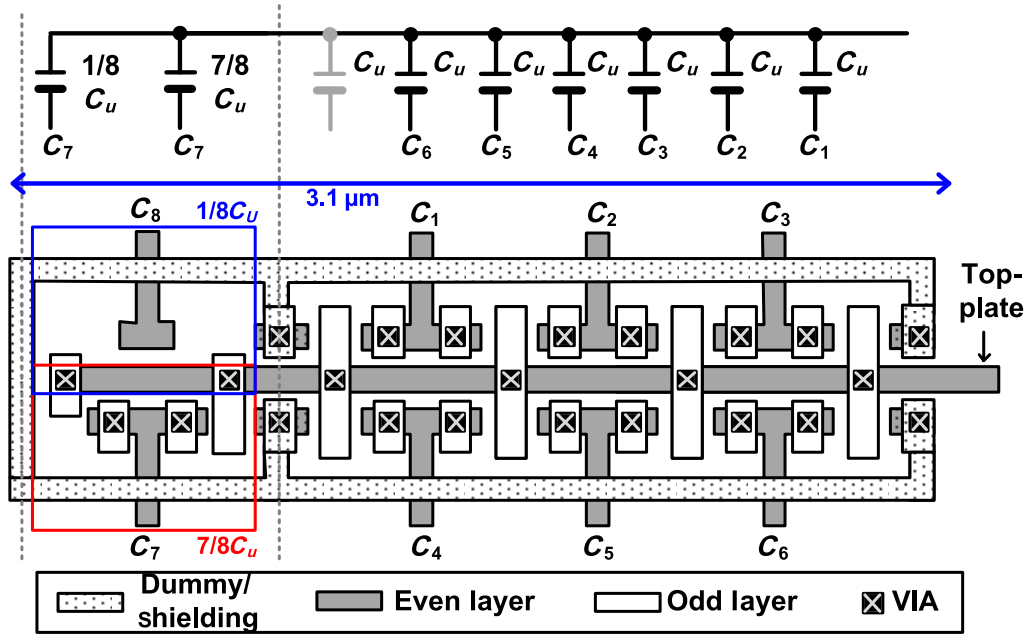 1/8 7/8 Cu Cu Cu Cu Cu Cu Cu
Cu Cu
C7 C7 C6 C5 C4 C3 C2 C1
3.1 µm
C8 1/8CU C1 C2 C3
Top-
plate
C7 7/8Cu C4 C5 C6
Dummy/
shielding Even layer Odd layer VIA